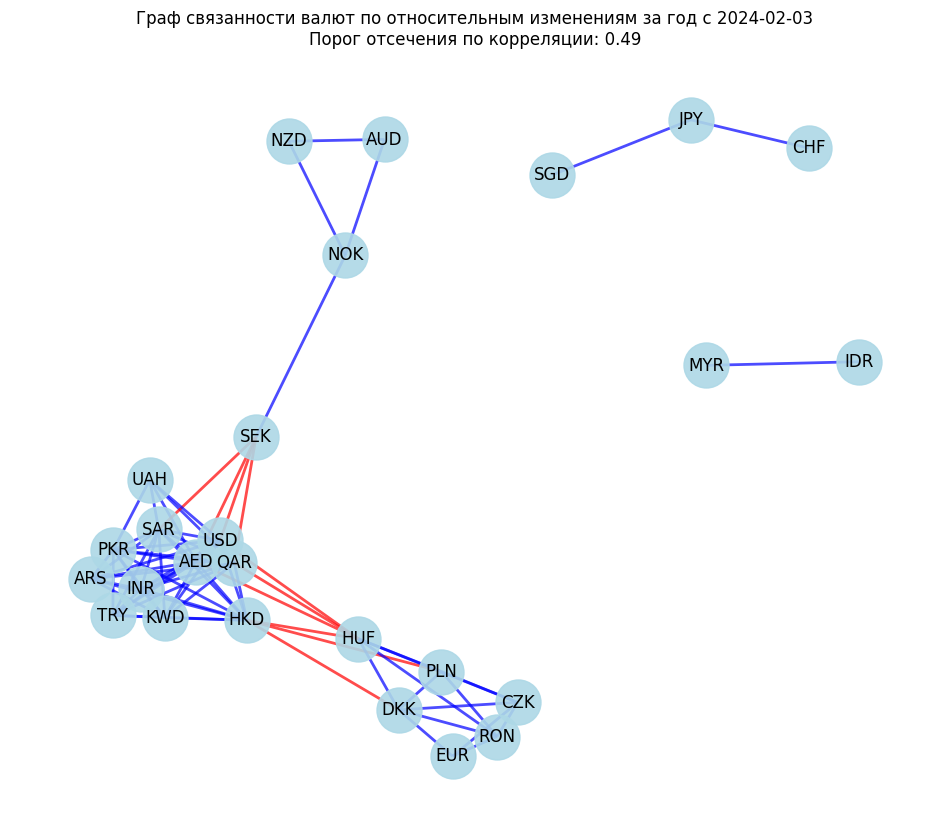 Граф связанности валют по относительным изменениям за год с 2024-02-03
Порог отсечения по корреляции: 0.49
JPY
NZD
AUD
CHF
SGD
NOK
MYR
IDR
SEK
UAH
SAR
USD
PKR
AED
QAR
ARS
INR
TRY
KWD
HKD
HUF
PLN
CZK
DKK
RON
EUR